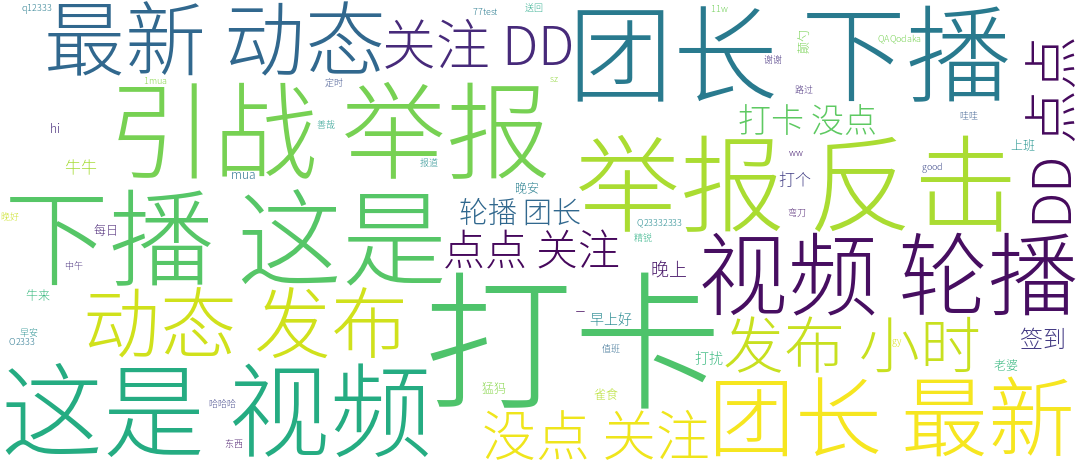 q12333
最新 动态
关注 DD
77test
送回
团长 下播
11w
QAQodaka
颛勺
谢谢
点点 DD
1mua
定时
sz
路过
引战 举报
hi
善哉
报道
打卡 没点
哇哇
牛牛
mua
举报 反击
ww
good
上班
打个
晚安
下播 这是
每日
轮播 团长
晚好
Q2332333
弯刀
精锐
中午
点点 关注
晚上
视频 轮播
牛来
动态 发布
打卡
早上好
早安
O2333
值班
发布 小时
gy
签到
打扰
老婆
这是 视频
猛犸
雀食
哈哈哈
东西
没点 关注
团长 最新